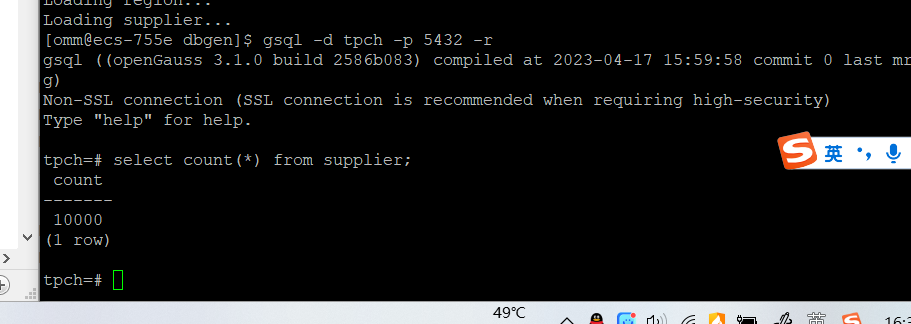 Loading region...
Loading supplier...
[omm@ecs-755e dbgen]$ gsql -d tpch -p 5432 -r
gsql ((openGauss 3.1.0 build 2586b083) compiled at 2023-04-17 15:59:58 commit 0 last mr
g)
Non-SSL connection (SSL connection is recommended when requiring high-security)
Type "help" for help.
tpch=# select count(*) from supplier;
count
-------
10000
(1 row)
tpch=#
英
49°C
英